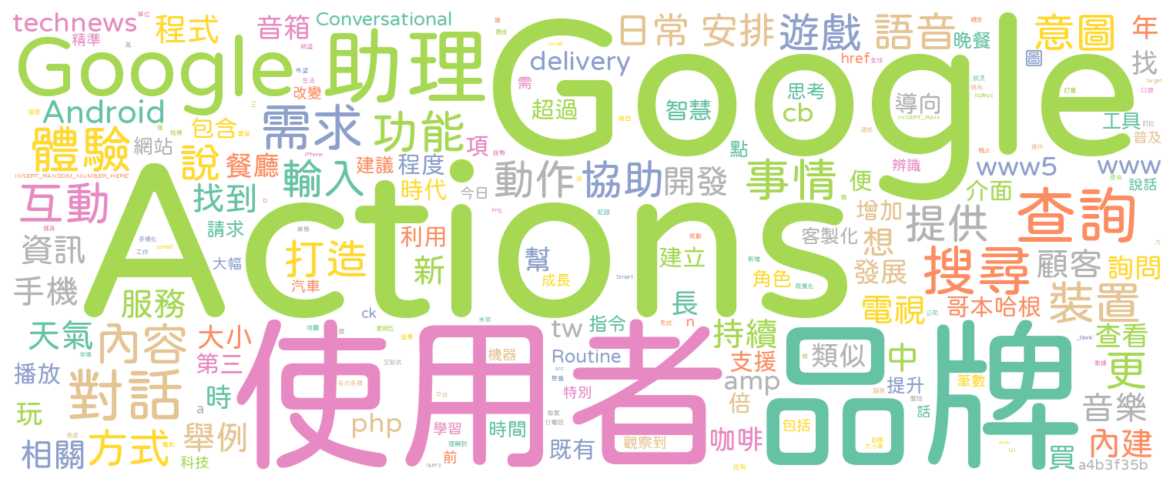 technews
程式
音箱
Conversational
日常
安排
遊戲
語音
意圖
年
精準
Google
助理
Google
晚餐
圖
找
delivery
href
Android
改變
需
超過
智慧
思考
cb
導向
INSERT_RAN
工具
普及
體驗
包含
需求
功能
網站
說
餐廳
輸入
建議
程度
項
點
辨識
www5
www
說話
INSERT_RANDOM_NUMBER_HERE
互動
找到
時代
今日
動作
協助
開發
事情
便
介面
請求
Actions
增加
提供
查詢
資訊
打造
利用
新
客製化
想
大幅
幫
成長
建立
角色
發展
搜尋
顧客
詢問
手機
服務
汽車
ck
長
電視
哥本哈根
裝置
天氣
內容
大小
第三
使用者
tw
指令
n
持續
支援
品牌
類似
中
查看
更
播放
對話
時
機器
Routine
amp
倍
提升
筆數
玩
舉例
a
php
特別
學習
時間
咖啡
包括
話
音樂
相關
方式
科技
前
既有
觀察到
買
內建
a4b3f35b
query